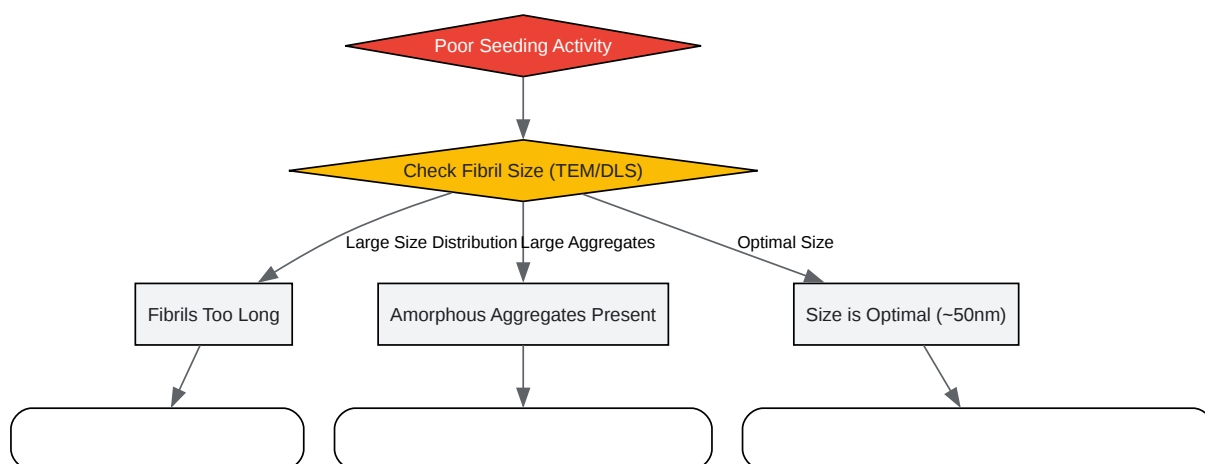 Poor Seeding Activity
Check Fibril Size (TEM/DLS)
Large Size Distribution
Large Aggregates
Optimal Size
Fibrils Too Long
Amorphous Aggregates Present
Size is Optimal (~50nm)